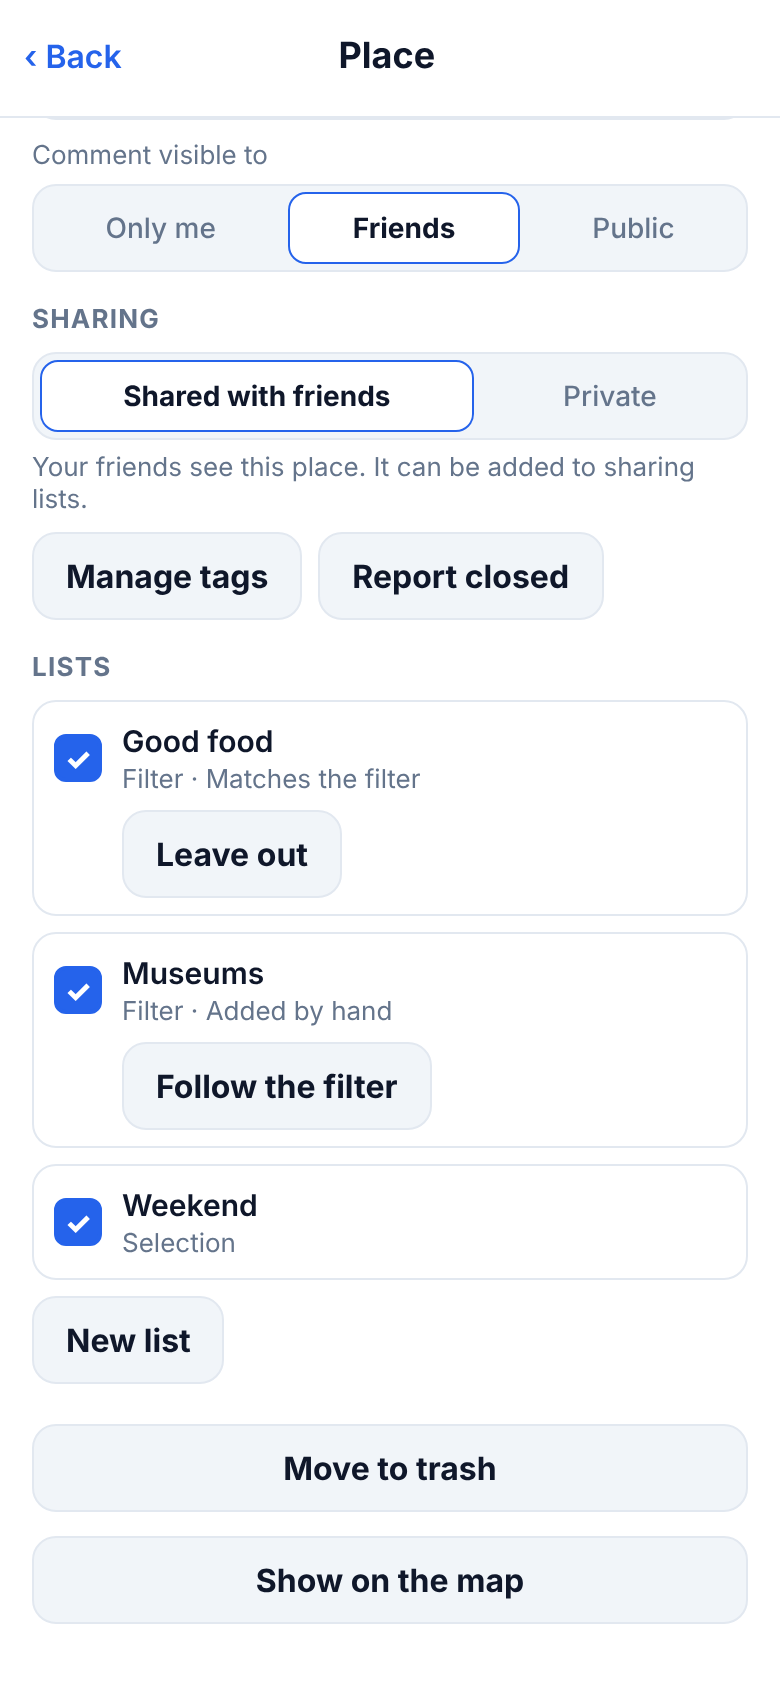 ‹ Back
Place
Comment visible to
Only me
Friends
Public
SHARING
Shared with friends
Private
Your friends see this place. It can be added to sharing
lists.
Manage tags
Report closed
LISTS
Good food
Filter · Matches the filter
Leave out
Museums
Filter · Added by hand
Follow the filter
Weekend
Selection
New list
Move to trash
Show on the map